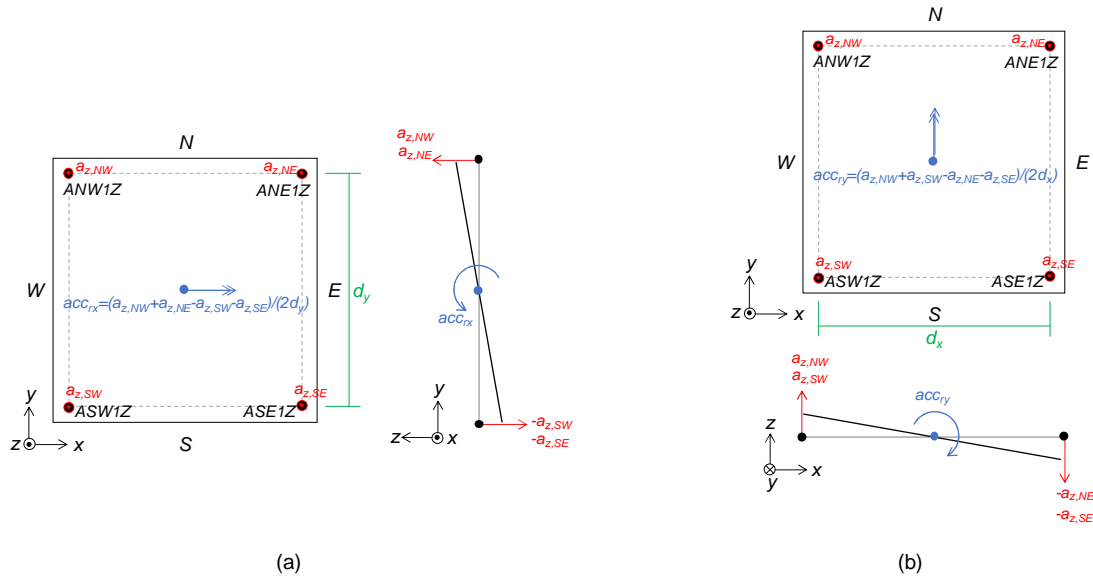 N
a_z,NW
a_z,NE
ANW1Z
ANE1Z
W
E
d_y
acc_rx=(a_z,NW+a_z,NE-a_z,SW-a_z,SE)/(2d_y)
a_z,SW
a_z,SE
ASW1Z
ASE1Z
y
z
x
S
a_z,NW
a_z,NE
acc_rx
y
z
x
-a_z,SW
-a_z,SE
(a)
N
a_z,NW
a_z,NE
ANW1Z
ANE1Z
W
E
acc_ry=(a_z,NW+a_z,SW-a_z,NE-a_z,SE)/(2d_x)
a_z,SW
a_z,SE
ASW1Z
ASE1Z
y
z
x
S
d_x
a_z,NW
a_z,SW
acc_ry
z
y
x
-a_z,NE
-a_z,SE
(b)